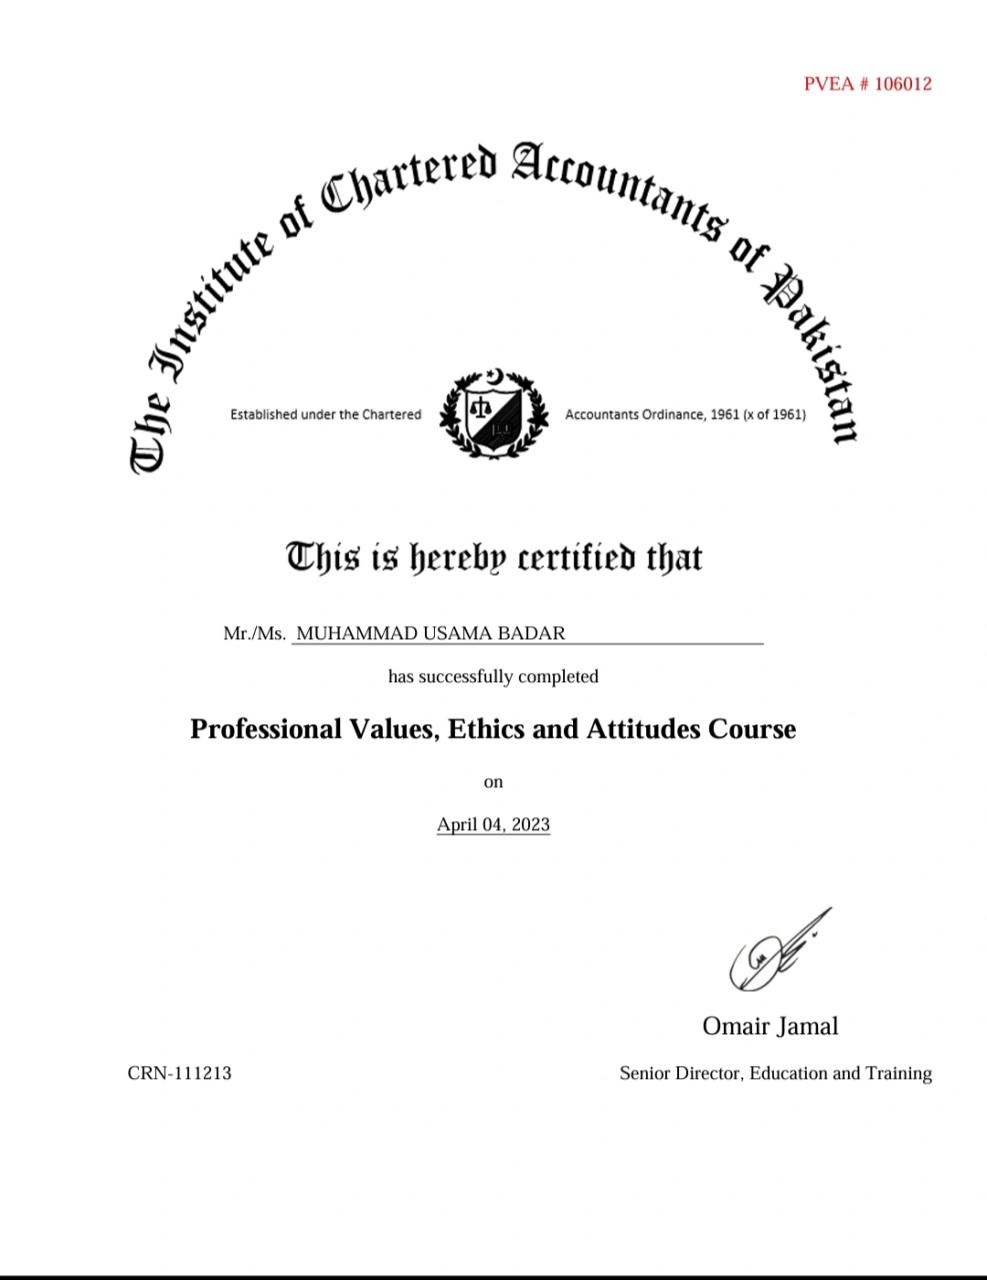 PVEA # 106012
The Institute of Chartered Accountants of Pakistan
Established under the Chartered Accountants Ordinance, 1961 (x of 1961)
This is hereby certified that
Mr./Ms. MUHAMMAD USAMA BADAR
has successfully completed
Professional Values, Ethics and Attitudes Course
on
April 04, 2023
Omair Jamal
CRN-111213 Senior Director, Education and Training